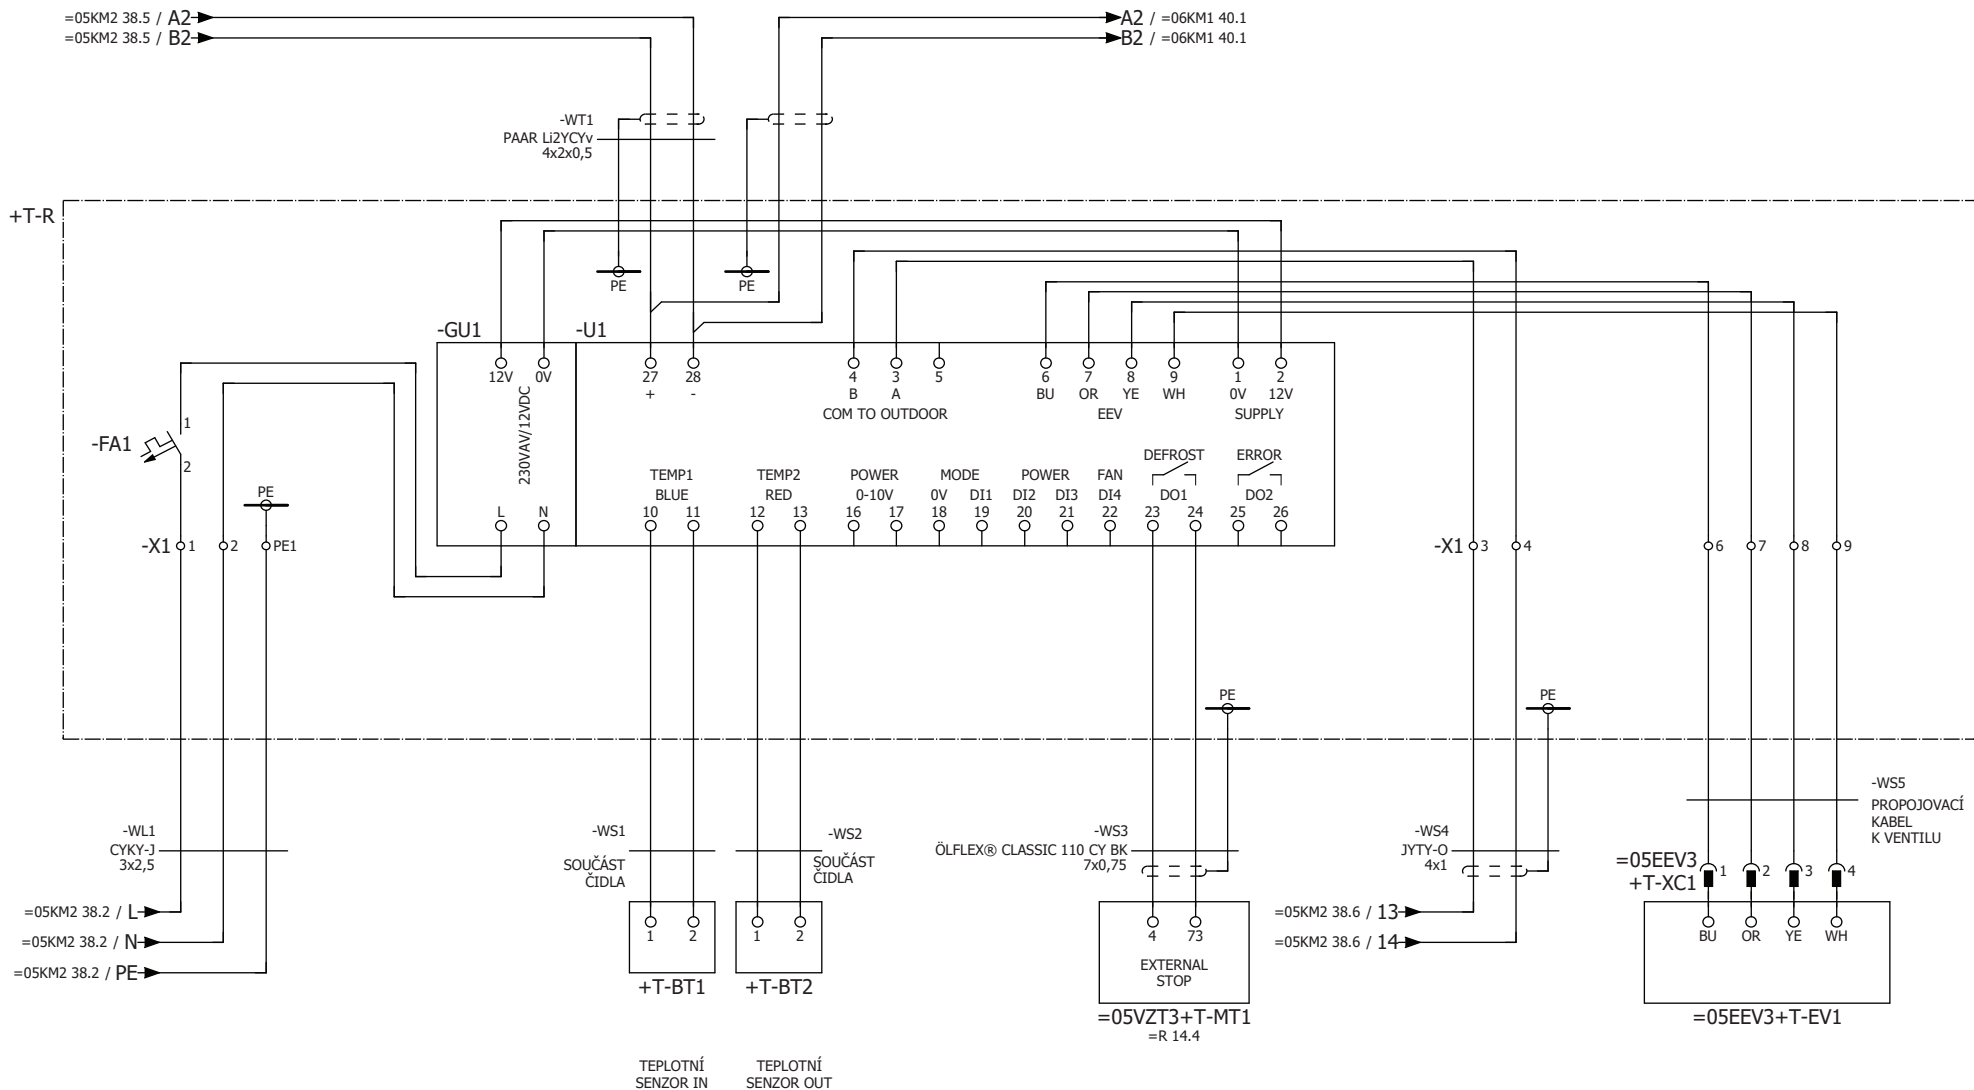 =05KM2 38.5 / A2
=05KM2 38.5 / B2
A2 / =06KM1 40.1
B2 / =06KM1 40.1
-WT1
PAAR Li2YCYv
4x2x0,5
+T-R
PE
PE
-GU1
-U1
12V
0V
230VAV/12VDC
L
N
27
28
+
-
4
3
5
B
A
COM TO OUTDOOR
6
7
8
9
BU
OR
YE
WH
EEV
1
2
0V
12V
SUPPLY
DEFROST
ERROR
TEMP1
TEMP2
POWER
MODE
POWER
FAN
BLUE
RED
0-10V
0V
DI1
DI2
DI3
DI4
DO1
DO2
10
11
12
13
16
17
18
19
20
21
22
23
24
25
26
-FA1
1
2
PE
-X1
1
2
PE1
-X1
3
4
6
7
8
9
PE
PE
-WL1
CYKY-J
3x2,5
-WS1
SOUČÁST
ČIDLA
-WS2
SOUČÁST
ČIDLA
-WS3
ÖLFLEX® CLASSIC 110 CY BK
7x0,75
-WS4
JYTY-O
4x1
-WS5
PROPOJOVACÍ
KABEL
K VENTILU
=05EEV3
+T-XC1
1
2
3
4
=05KM2 38.2 / L
=05KM2 38.2 / N
=05KM2 38.2 / PE
1
2
+T-BT1
1
2
+T-BT2
4
73
EXTERNAL
STOP
=05VZT3+T-MT1
=R 14.4
=05KM2 38.6 / 13
=05KM2 38.6 / 14
BU
OR
YE
WH
=05EEV3+T-EV1
TEPLOTNÍ
SENZOR IN
TEPLOTNÍ
SENZOR OUT